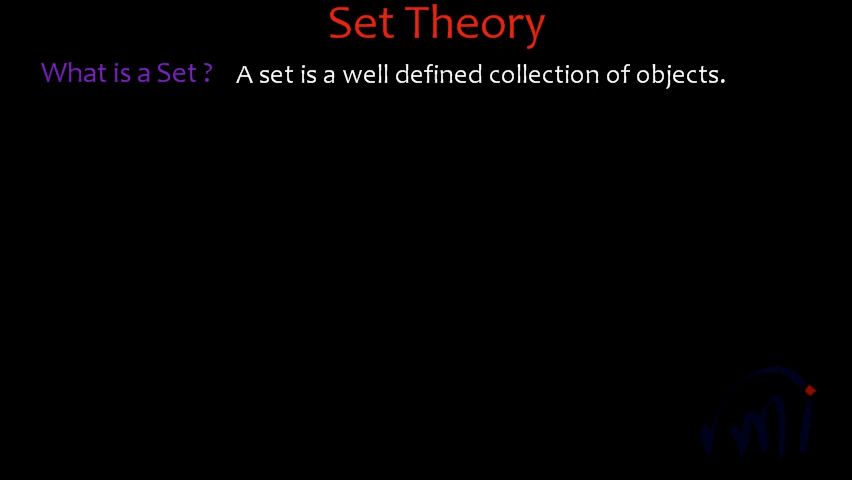 Set Theory
What is a Set ? A set is a well defined collection of objects.